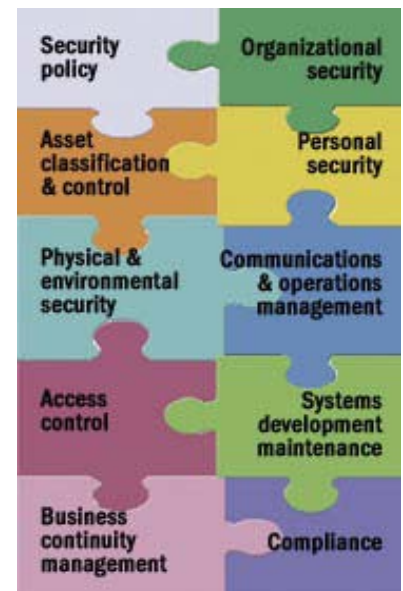 Security
policy
Organizational
security
Asset
classification
& control
Personal
security
Physical &
environmental
security
Communications
& operations
management
Access
control
Systems
development
maintenance
Business
continuity
management
Compliance